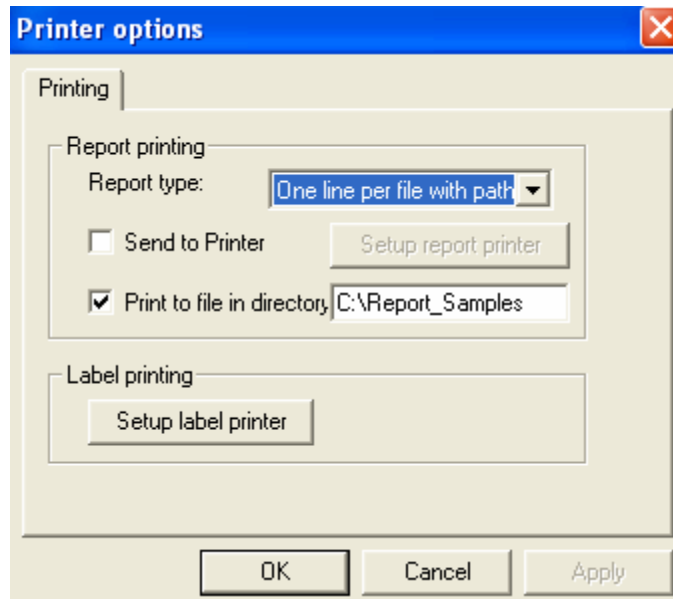 Printer options
Printing
Report printing
Report type: One line per file with path
Send to Printer Setup report printer
Print to file in directory C:\Report_Samples
Label printing
Setup label printer
OK Cancel Apply